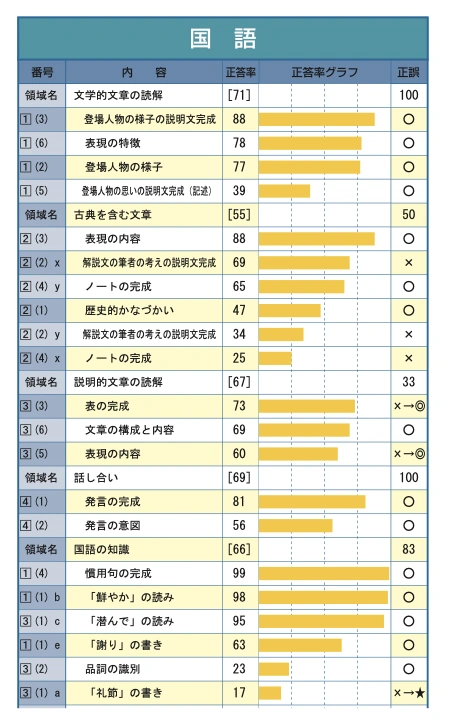 国 語
番号 内 容 正答率 正答率グラフ 正誤
領域名 文学的文章の読解 [71] 100
1 (3) 登場人物の様子の説明文完成 88 ○
1 (6) 表現の特徴 78 ○
1 (2) 登場人物の様子 77 ○
1 (5) 登場人物の思いの説明文完成（記述） 39 ○
領域名 古典を含む文章 [55] 50
2 (3) 表現の内容 88 ○
2 (2) x 解説文の筆者の考えの説明文完成 69 ×
2 (4) y ノートの完成 65 ○
2 (1) 歴史的かなづかい 47 ○
2 (2) y 解説文の筆者の考えの説明文完成 34 ×
2 (4) x ノートの完成 25 ×
領域名 説明的文章の読解 [67] 33
3 (3) 表の完成 73 ×→◎
3 (6) 文章の構成と内容 69 ○
3 (5) 表現の内容 60 ×→◎
領域名 話し合い [69] 100
4 (1) 発言の完成 81 ○
4 (2) 発言の意図 56 ○
領域名 国語の知識 [66] 83
1 (4) 慣用句の完成 99 ○
1 (1) b 「鮮やか」の読み 98 ○
3 (1) c 「潜んで」の読み 95 ○
1 (1) e 「謝り」の書き 63 ○
3 (2) 品詞の識別 23 ○
3 (1) a 「礼節」の書き 17 ×→★